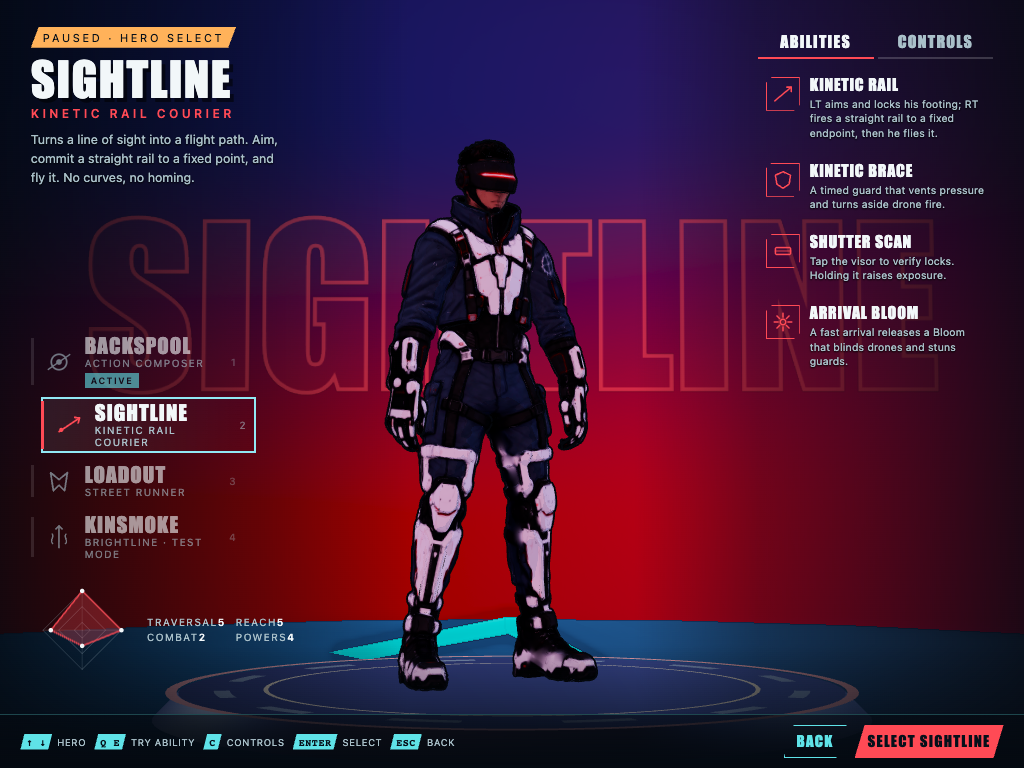 PAUSED · HERO SELECT
SIGHTLINE
KINETIC RAIL COURIER
Turns a line of sight into a flight path. Aim,
commit a straight rail to a fixed point, and
fly it. No curves, no homing.
SIGHTLINE
BACKSPOOL
ACTION COMPOSER
1
ACTIVE
SIGHTLINE
KINETIC RAIL
COURIER
2
LOADOUT
STREET RUNNER
3
KINSMOKE
BRIGHTLINE · TEST
MODE
4
TRAVERSAL5 REACH5
COMBAT2 POWERS4
ABILITIES CONTROLS
KINETIC RAIL
LT aims and locks his footing; RT
fires a straight rail to a fixed
endpoint, then he flies it.
KINETIC BRACE
A timed guard that vents pressure
and turns aside drone fire.
SHUTTER SCAN
Tap the visor to verify locks.
Holding it raises exposure.
ARRIVAL BLOOM
A fast arrival releases a Bloom
that blinds drones and stuns
guards.
↑ ↓ HERO Q E TRY ABILITY C CONTROLS ENTER SELECT ESC BACK
BACK SELECT SIGHTLINE